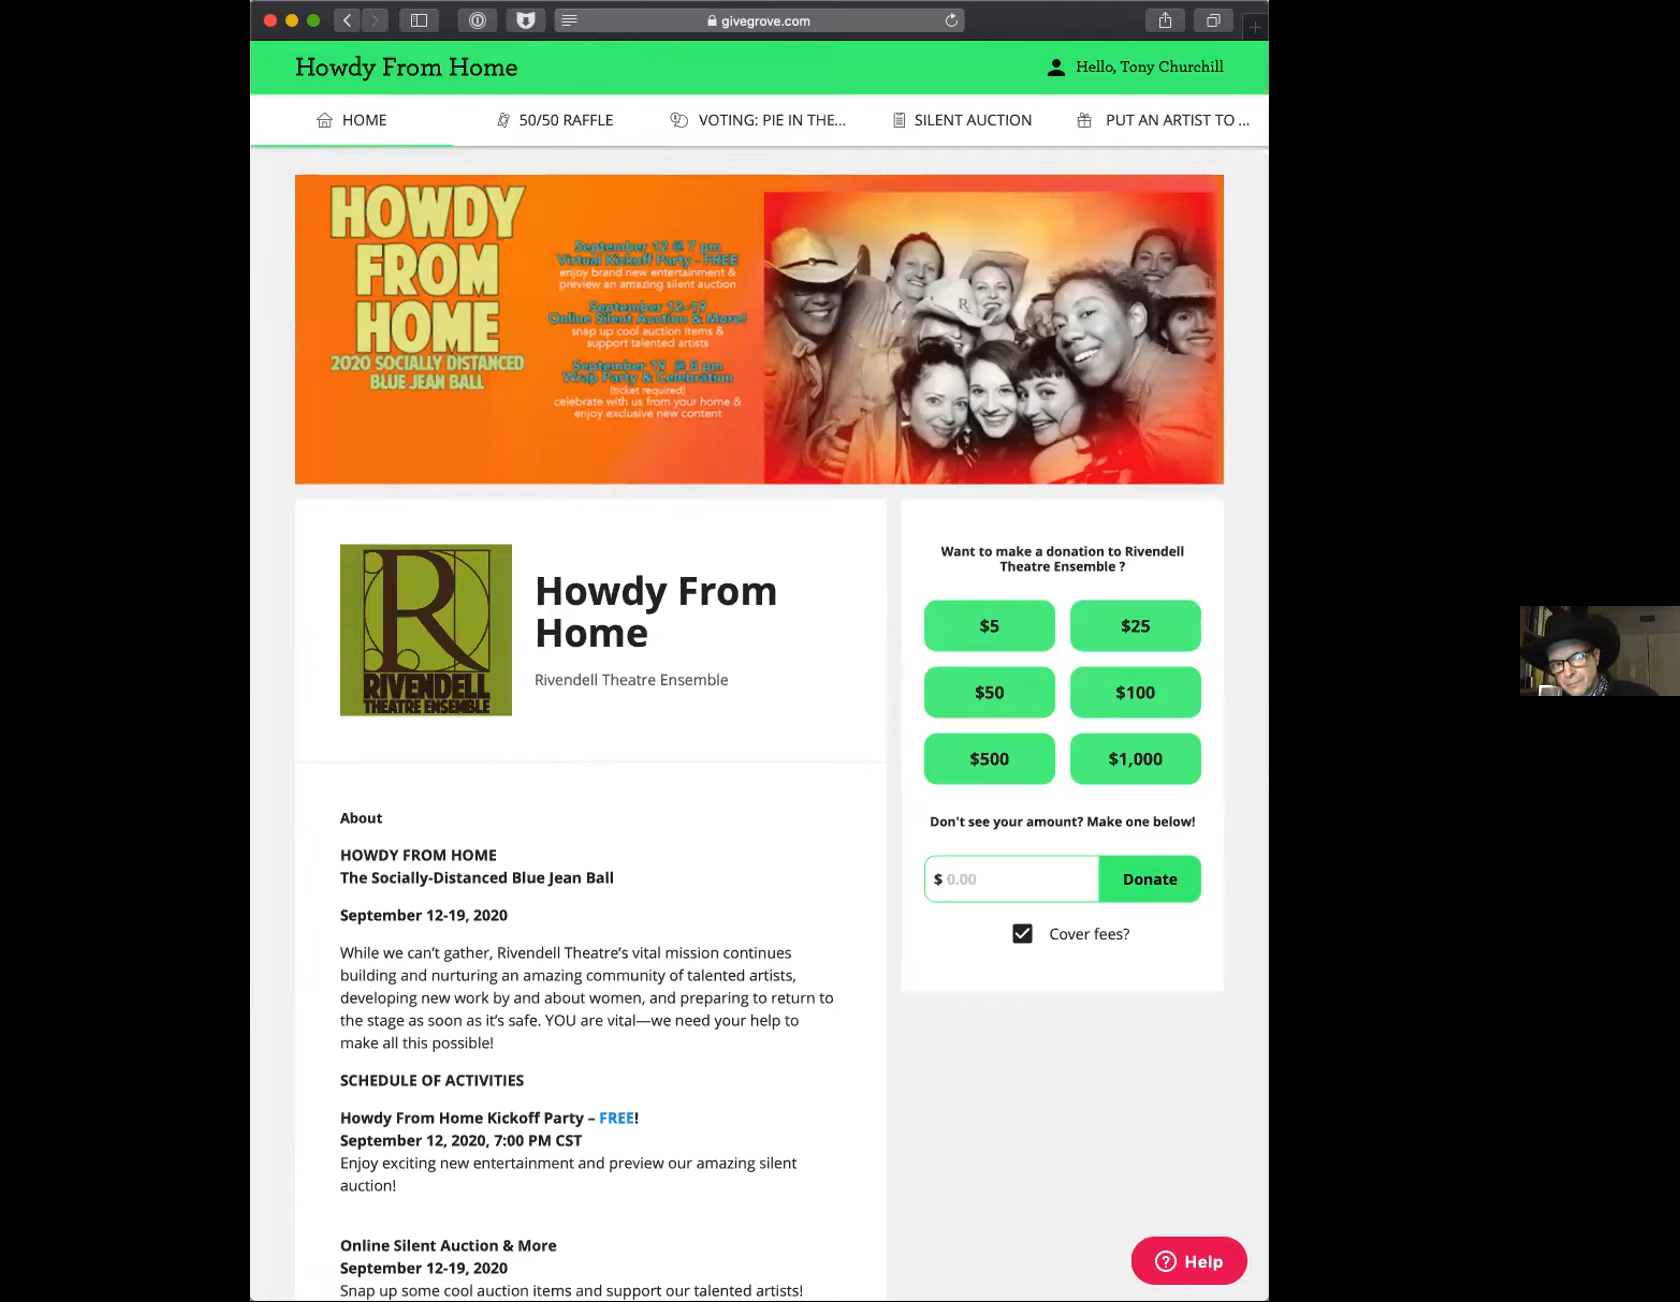 givegrove.com
Howdy From Home
Hello, Tony Churchill
HOME
50/50 RAFFLE
VOTING: PIE IN THE...
SILENT AUCTION
PUT AN ARTIST TO ...
HOWDY
FROM
HOME
2020 SOCIALLY DISTANCED
BLUE JEAN BALL
September 12 @ 7 pm
Virtual Kickoff Party - FREE
enjoy brand new entertainment &
preview an amazing silent auction
September 12-19
Online Silent Auction & More!
snap up cool auction items &
support talented artists
September 19 @ 8 pm
Wrap Party & Celebration
(ticket required)
celebrate with us from your home &
enjoy exclusive new content
R
R
RIVENDELL
THEATRE ENSEMBLE
Howdy From
Home
Rivendell Theatre Ensemble
About
HOWDY FROM HOME
The Socially-Distanced Blue Jean Ball
September 12-19, 2020
While we can’t gather, Rivendell Theatre’s vital mission continues
building and nurturing an amazing community of talented artists,
developing new work by and about women, and preparing to return to
the stage as soon as it’s safe. YOU are vital—we need your help to
make all this possible!
SCHEDULE OF ACTIVITIES
Howdy From Home Kickoff Party – FREE!
September 12, 2020, 7:00 PM CST
Enjoy exciting new entertainment and preview our amazing silent
auction!
Online Silent Auction & More
September 12-19, 2020
Snap up some cool auction items and support our talented artists!
Want to make a donation to Rivendell
Theatre Ensemble ?
$5
$25
$50
$100
$500
$1,000
Don't see your amount? Make one below!
$ 0.00
Donate
Cover fees?
Help